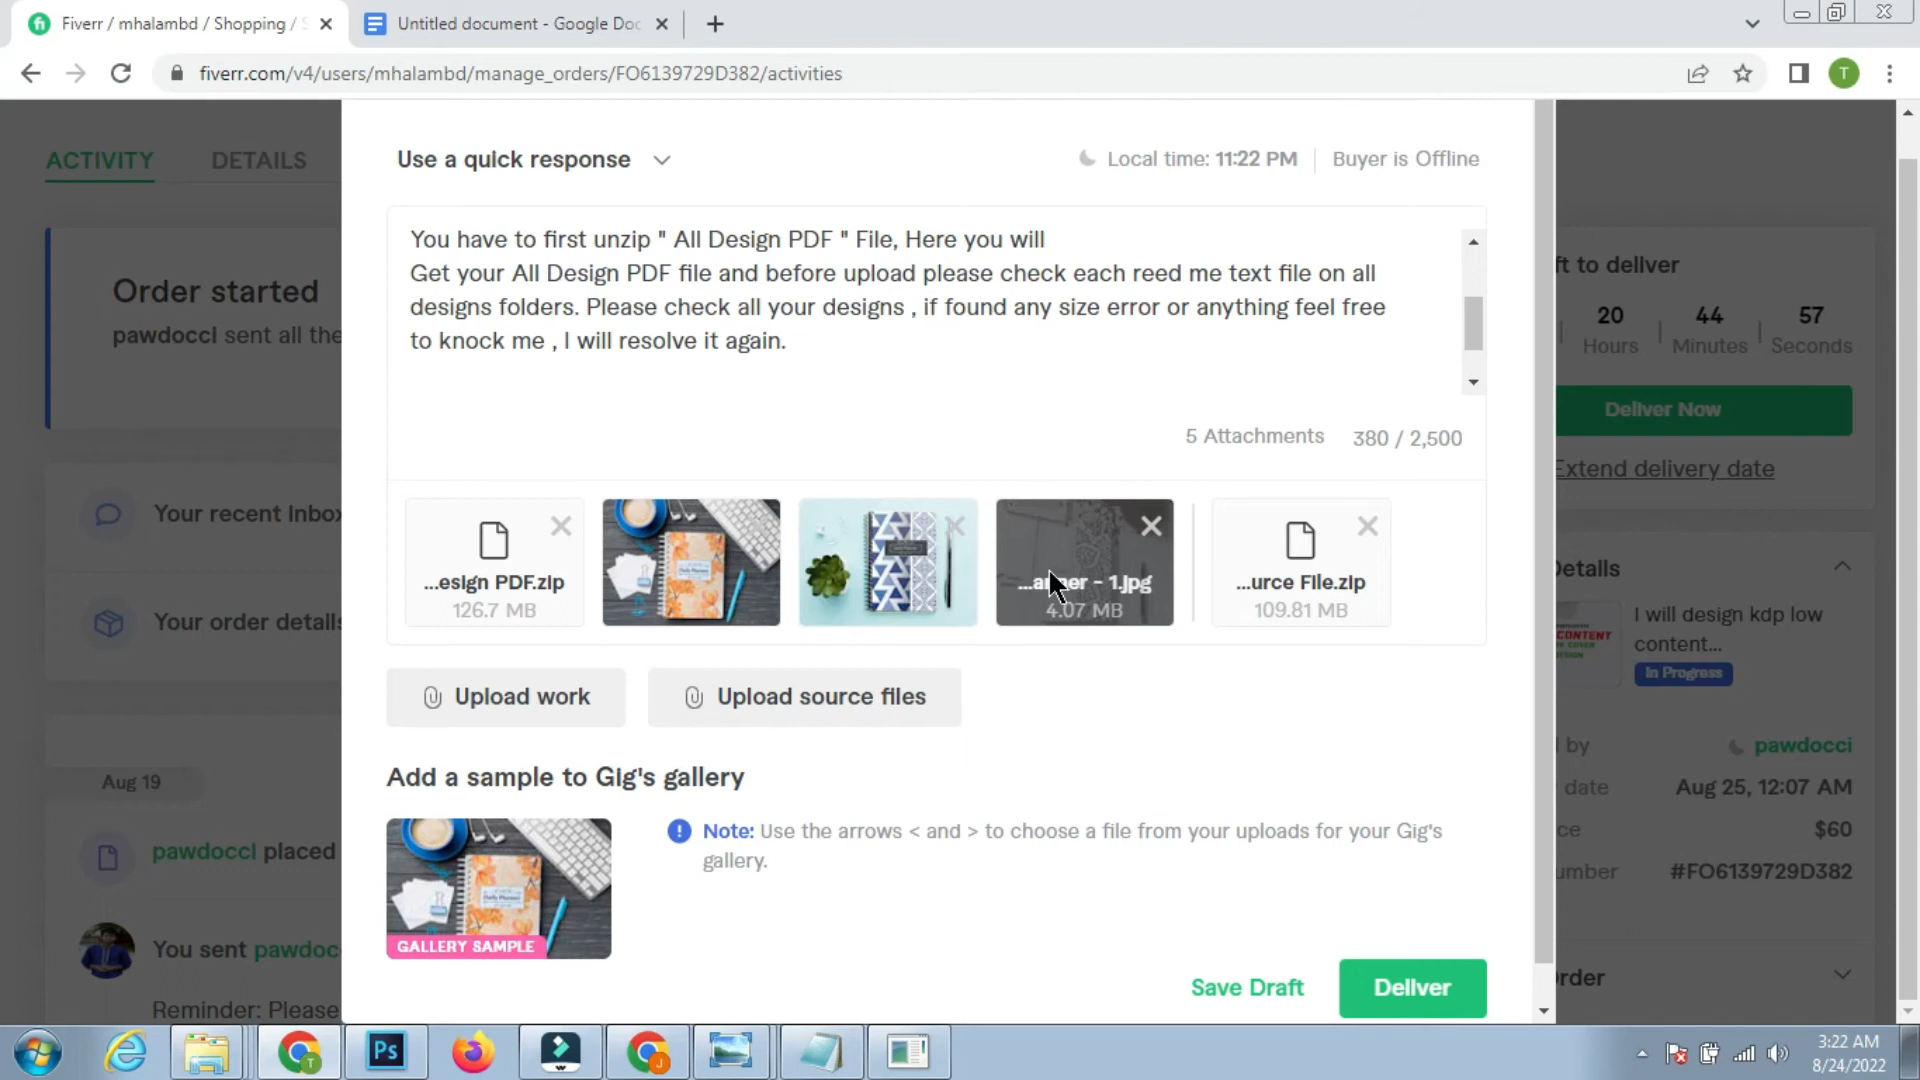 Fiverr / mhalambd / Shopping /
Untitled document - Google Doc
fiverr.com/v4/users/mhalambd/manage_orders/FO6139729D382/activities
T
ACTIVITY
DETAILS
Order started
pawdocci sent all the
Your recent Inbox
Your order details
Aug 19
pawdocci placed
You sent pawdoc
Reminder: Please
Use a quick response
Local time: 11:22 PM
Buyer is Offline
You have to first unzip " All Design PDF " File, Here you will
Get your All Design PDF file and before upload please check each reed me text file on all
designs folders. Please check all your designs , if found any size error or anything feel free
to knock me , I will resolve it again.
5 Attachments
380 / 2,500
...esign PDF.zip
126.7 MB
...anner - 1.jpg
4.07 MB
...urce File.zip
109.81 MB
Upload work
Upload source files
Add a sample to Gig's gallery
GALLERY SAMPLE
Note: Use the arrows < and > to choose a file from your uploads for your Gig's
gallery.
Save Draft
Deliver
ft to deliver
20
44
57
Hours
Minutes
Seconds
Deliver Now
Extend delivery date
Details
CONTENT
I will design kdp low
content...
In Progress
by
pawdocci
date
Aug 25, 12:07 AM
ce
$60
umber
#FO6139729D382
rder
Ps
J
3:22 AM
8/24/2022